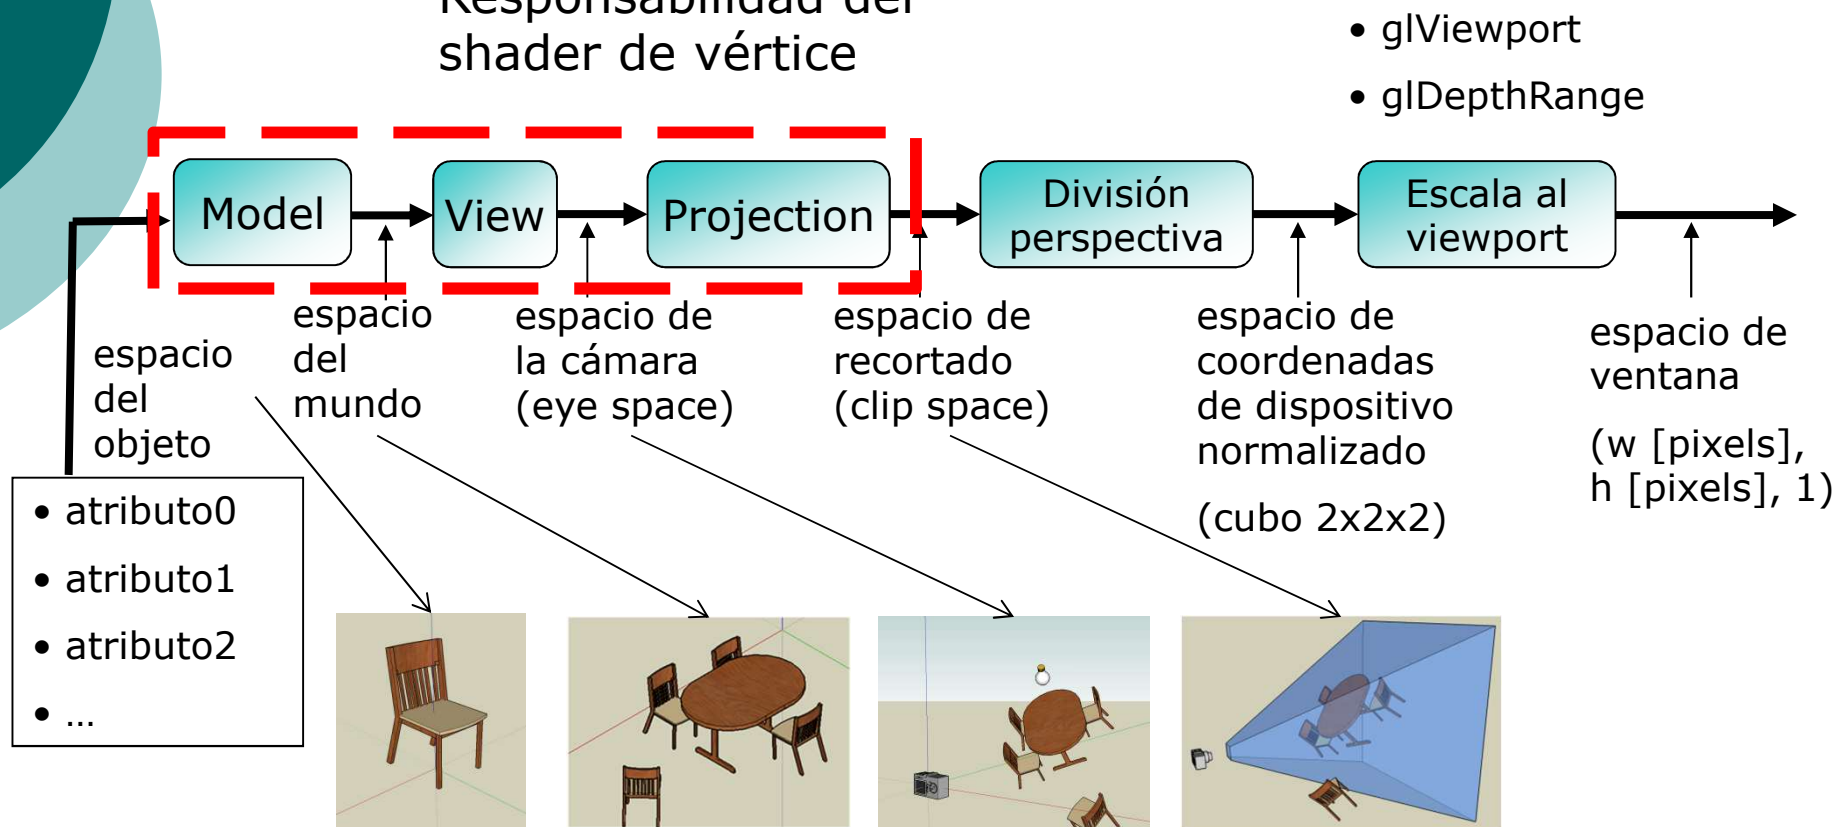 Responsabilidad del
shader de vértice
• glViewport
• glDepthRange
Model
View
Projection
División
perspectiva
Escala al
viewport
espacio
del
objeto
espacio
del
mundo
espacio de
la cámara
(eye space)
espacio de
recortado
(clip space)
espacio de
coordenadas
de dispositivo
normalizado
(cubo 2x2x2)
espacio de
ventana
(w [pixels],
h [pixels], 1)
• atributo0
• atributo1
• atributo2
• ...